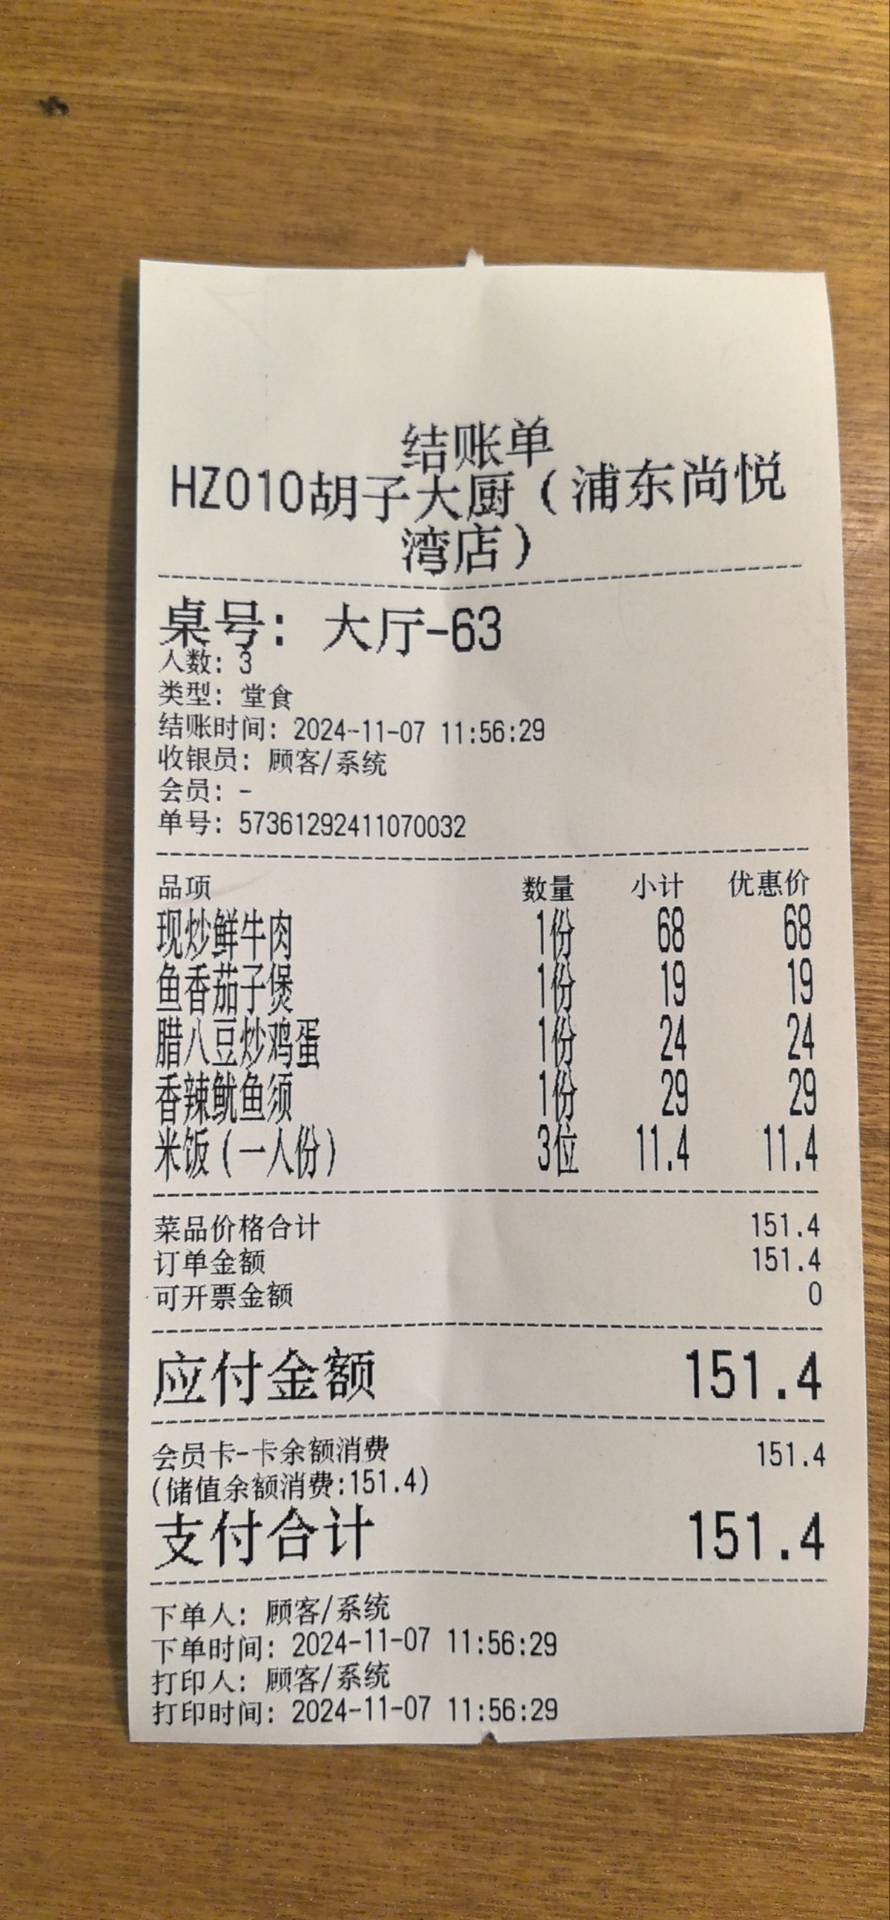 结账单
HZ010胡子大厨（浦东尚悦
湾店）
桌号：大厅-63
人数：3
类型：堂食
结账时间：2024-11-07 11:56:29
收银员：顾客/系统
会员：-
单号：57361292411070032
品项 数量 小计 优惠价
现炒鲜牛肉 1份 68 68
鱼香茄子煲 1份 19 19
腊八豆炒鸡蛋 1份 24 24
香辣鱿鱼须 1份 29 29
米饭（一人份） 3位 11.4 11.4
菜品价格合计 151.4
订单金额 151.4
可开票金额 0
应付金额 151.4
会员卡-卡余额消费 151.4
(储值余额消费:151.4)
支付合计 151.4
下单人：顾客/系统
下单时间：2024-11-07 11:56:29
打印人：顾客/系统
打印时间：2024-11-07 11:56:29